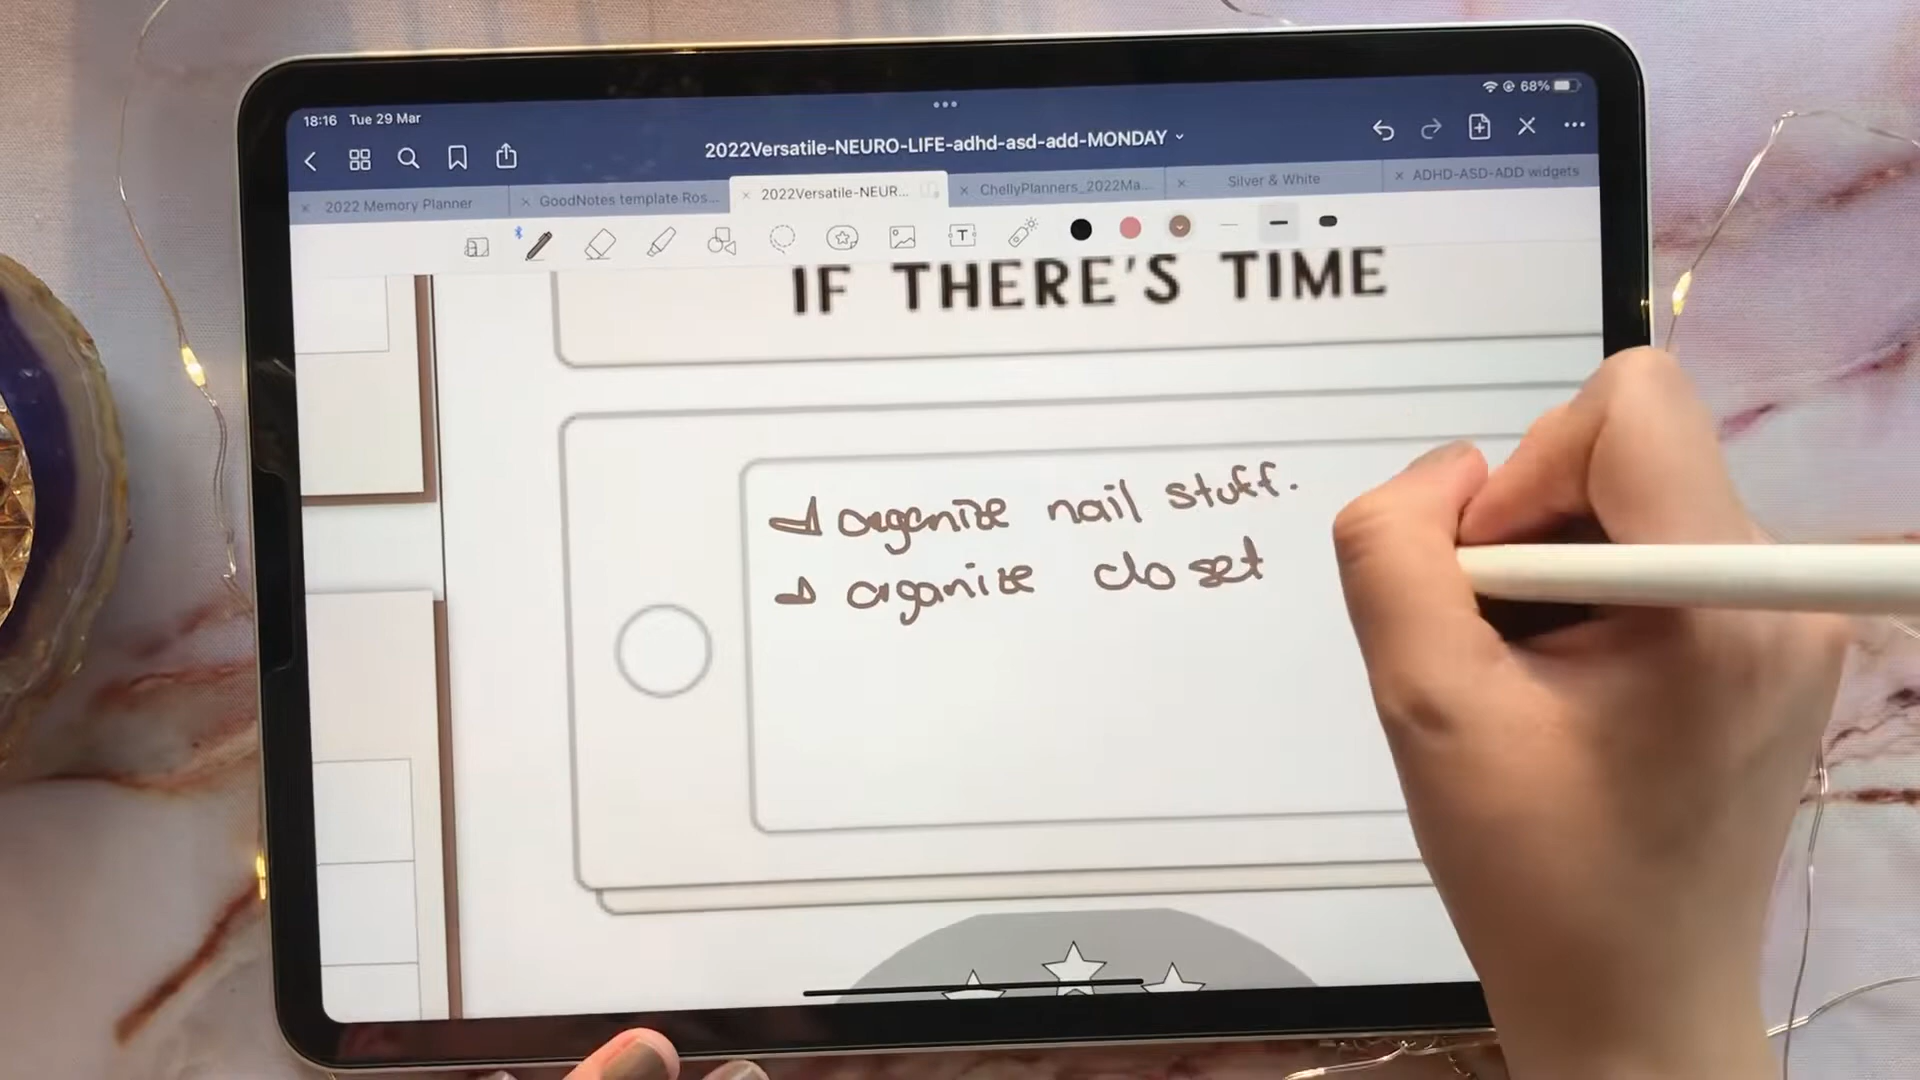 18:16 Tue 29 Mar
68%
2022Versatile-NEURO-LIFE-adhd-asd-add-MONDAY
2022 Memory Planner
GoodNotes template Ros...
2022Versatile-NEUR...
ChellyPlanners_2022Ma...
Silver & White
ADHD-ASD-ADD widgets
T
IF THERE'S TIME
organize nail stuff.
organize closet